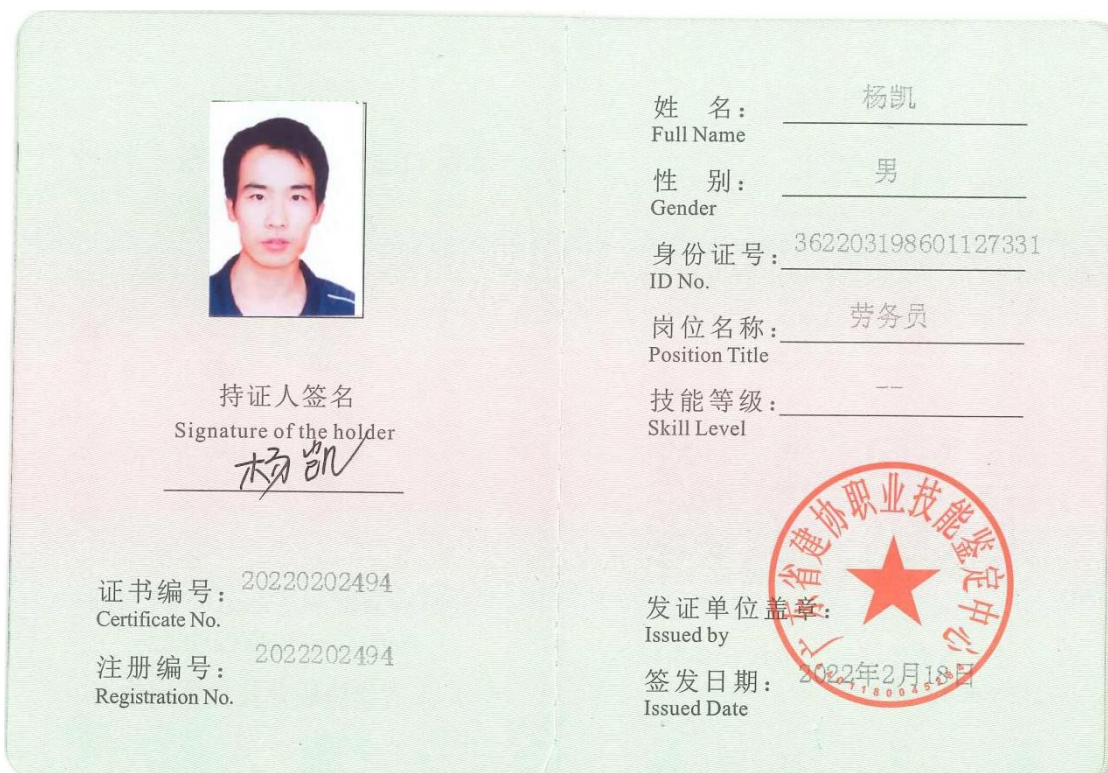 持证人签名
Signature of the holder
杨凯
证书编号：20220202494
Certificate No.
注册编号：2022202494
Registration No.
姓 名：杨凯
Full Name
性 别：男
Gender
身份证号：362203198601127331
ID No.
岗位名称：劳务员
Position Title
技能等级：--
Skill Level
发证单位盖章：
Issued by
签发日期：2022年2月18日
Issued Date
广东省建协职业技能鉴定中心